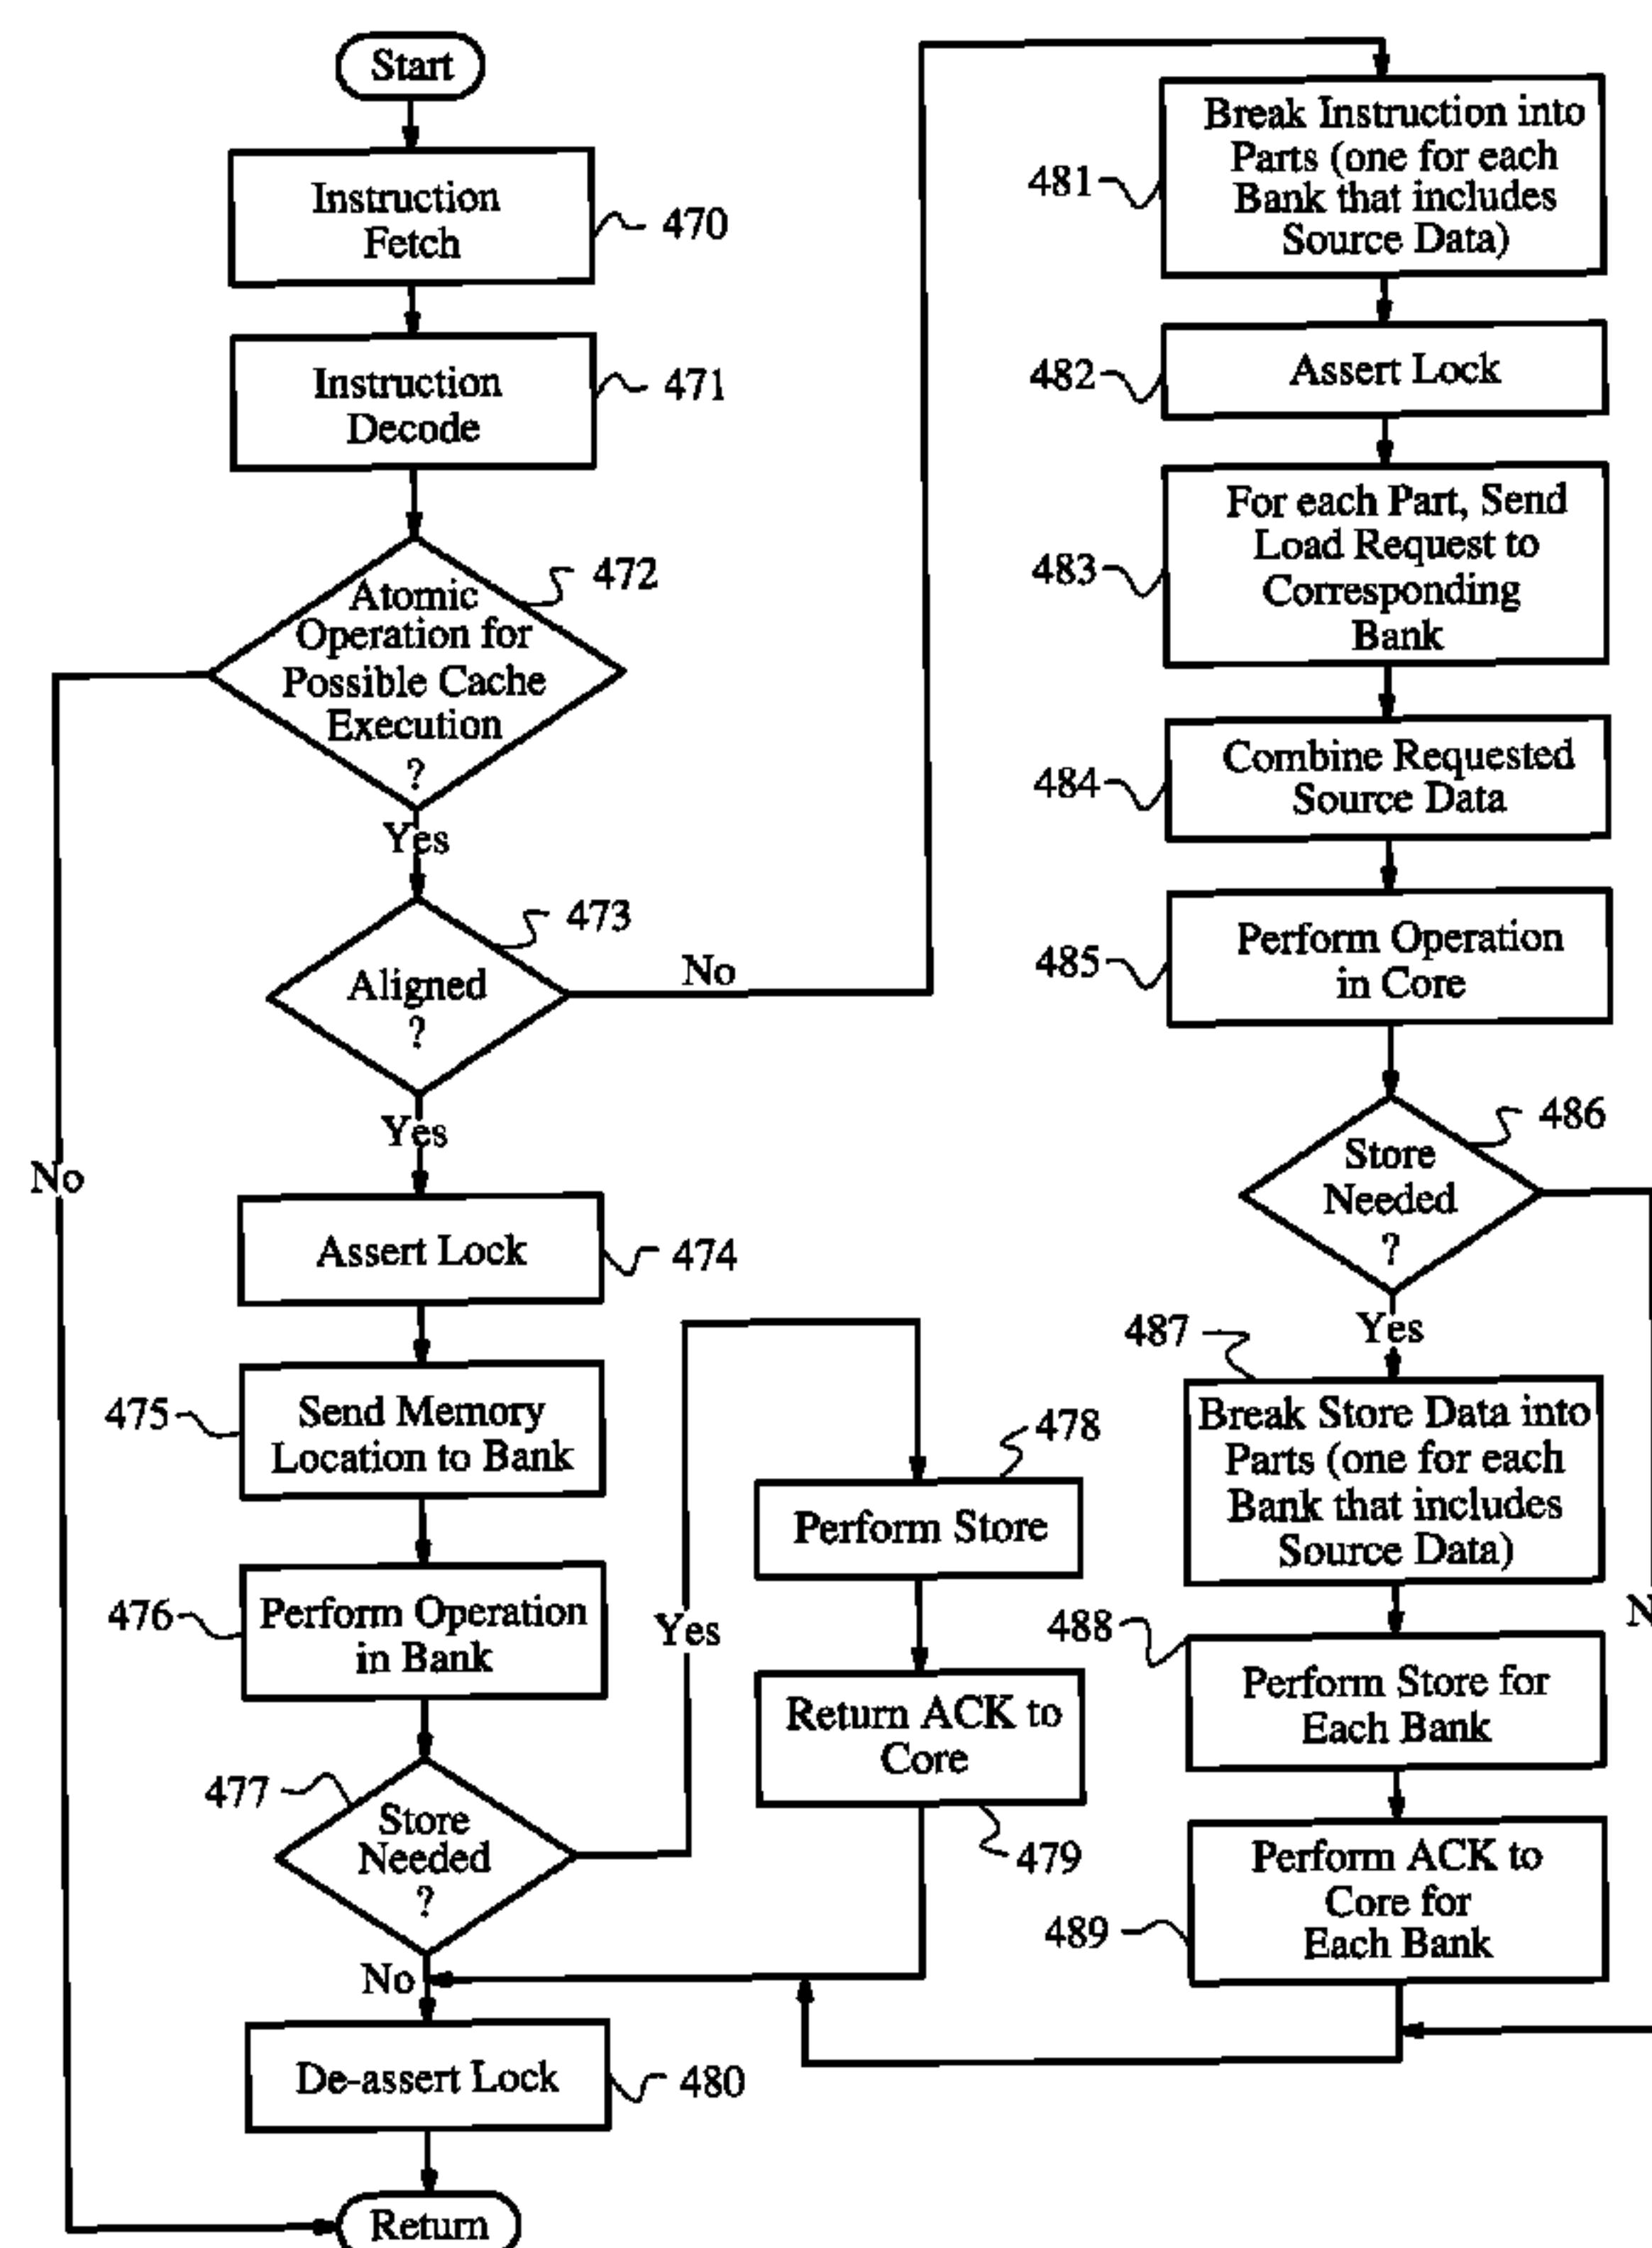 Start
Instruction
Fetch
470
Instruction
Decode
471
Atomic
Operation for
Possible Cache
Execution
?
472
Yes
No
Aligned
?
473
No
Yes
Assert Lock
474
Send Memory
Location to Bank
475
Perform Operation
in Bank
476
Store
Needed
?
477
Yes
No
Perform Store
478
Return ACK to
Core
479
De-assert Lock
480
Return
Break Instruction into
Parts (one for each
Bank that includes
Source Data)
481
Assert Lock
482
For each Part, Send
Load Request to
Corresponding
Bank
483
Combine Requested
Source Data
484
Perform Operation
in Core
485
Store
Needed
?
486
Yes
Break Store Data into
Parts (one for each
Bank that includes
Source Data)
487
Perform Store for
Each Bank
488
Perform ACK to
Core for
Each Bank
489